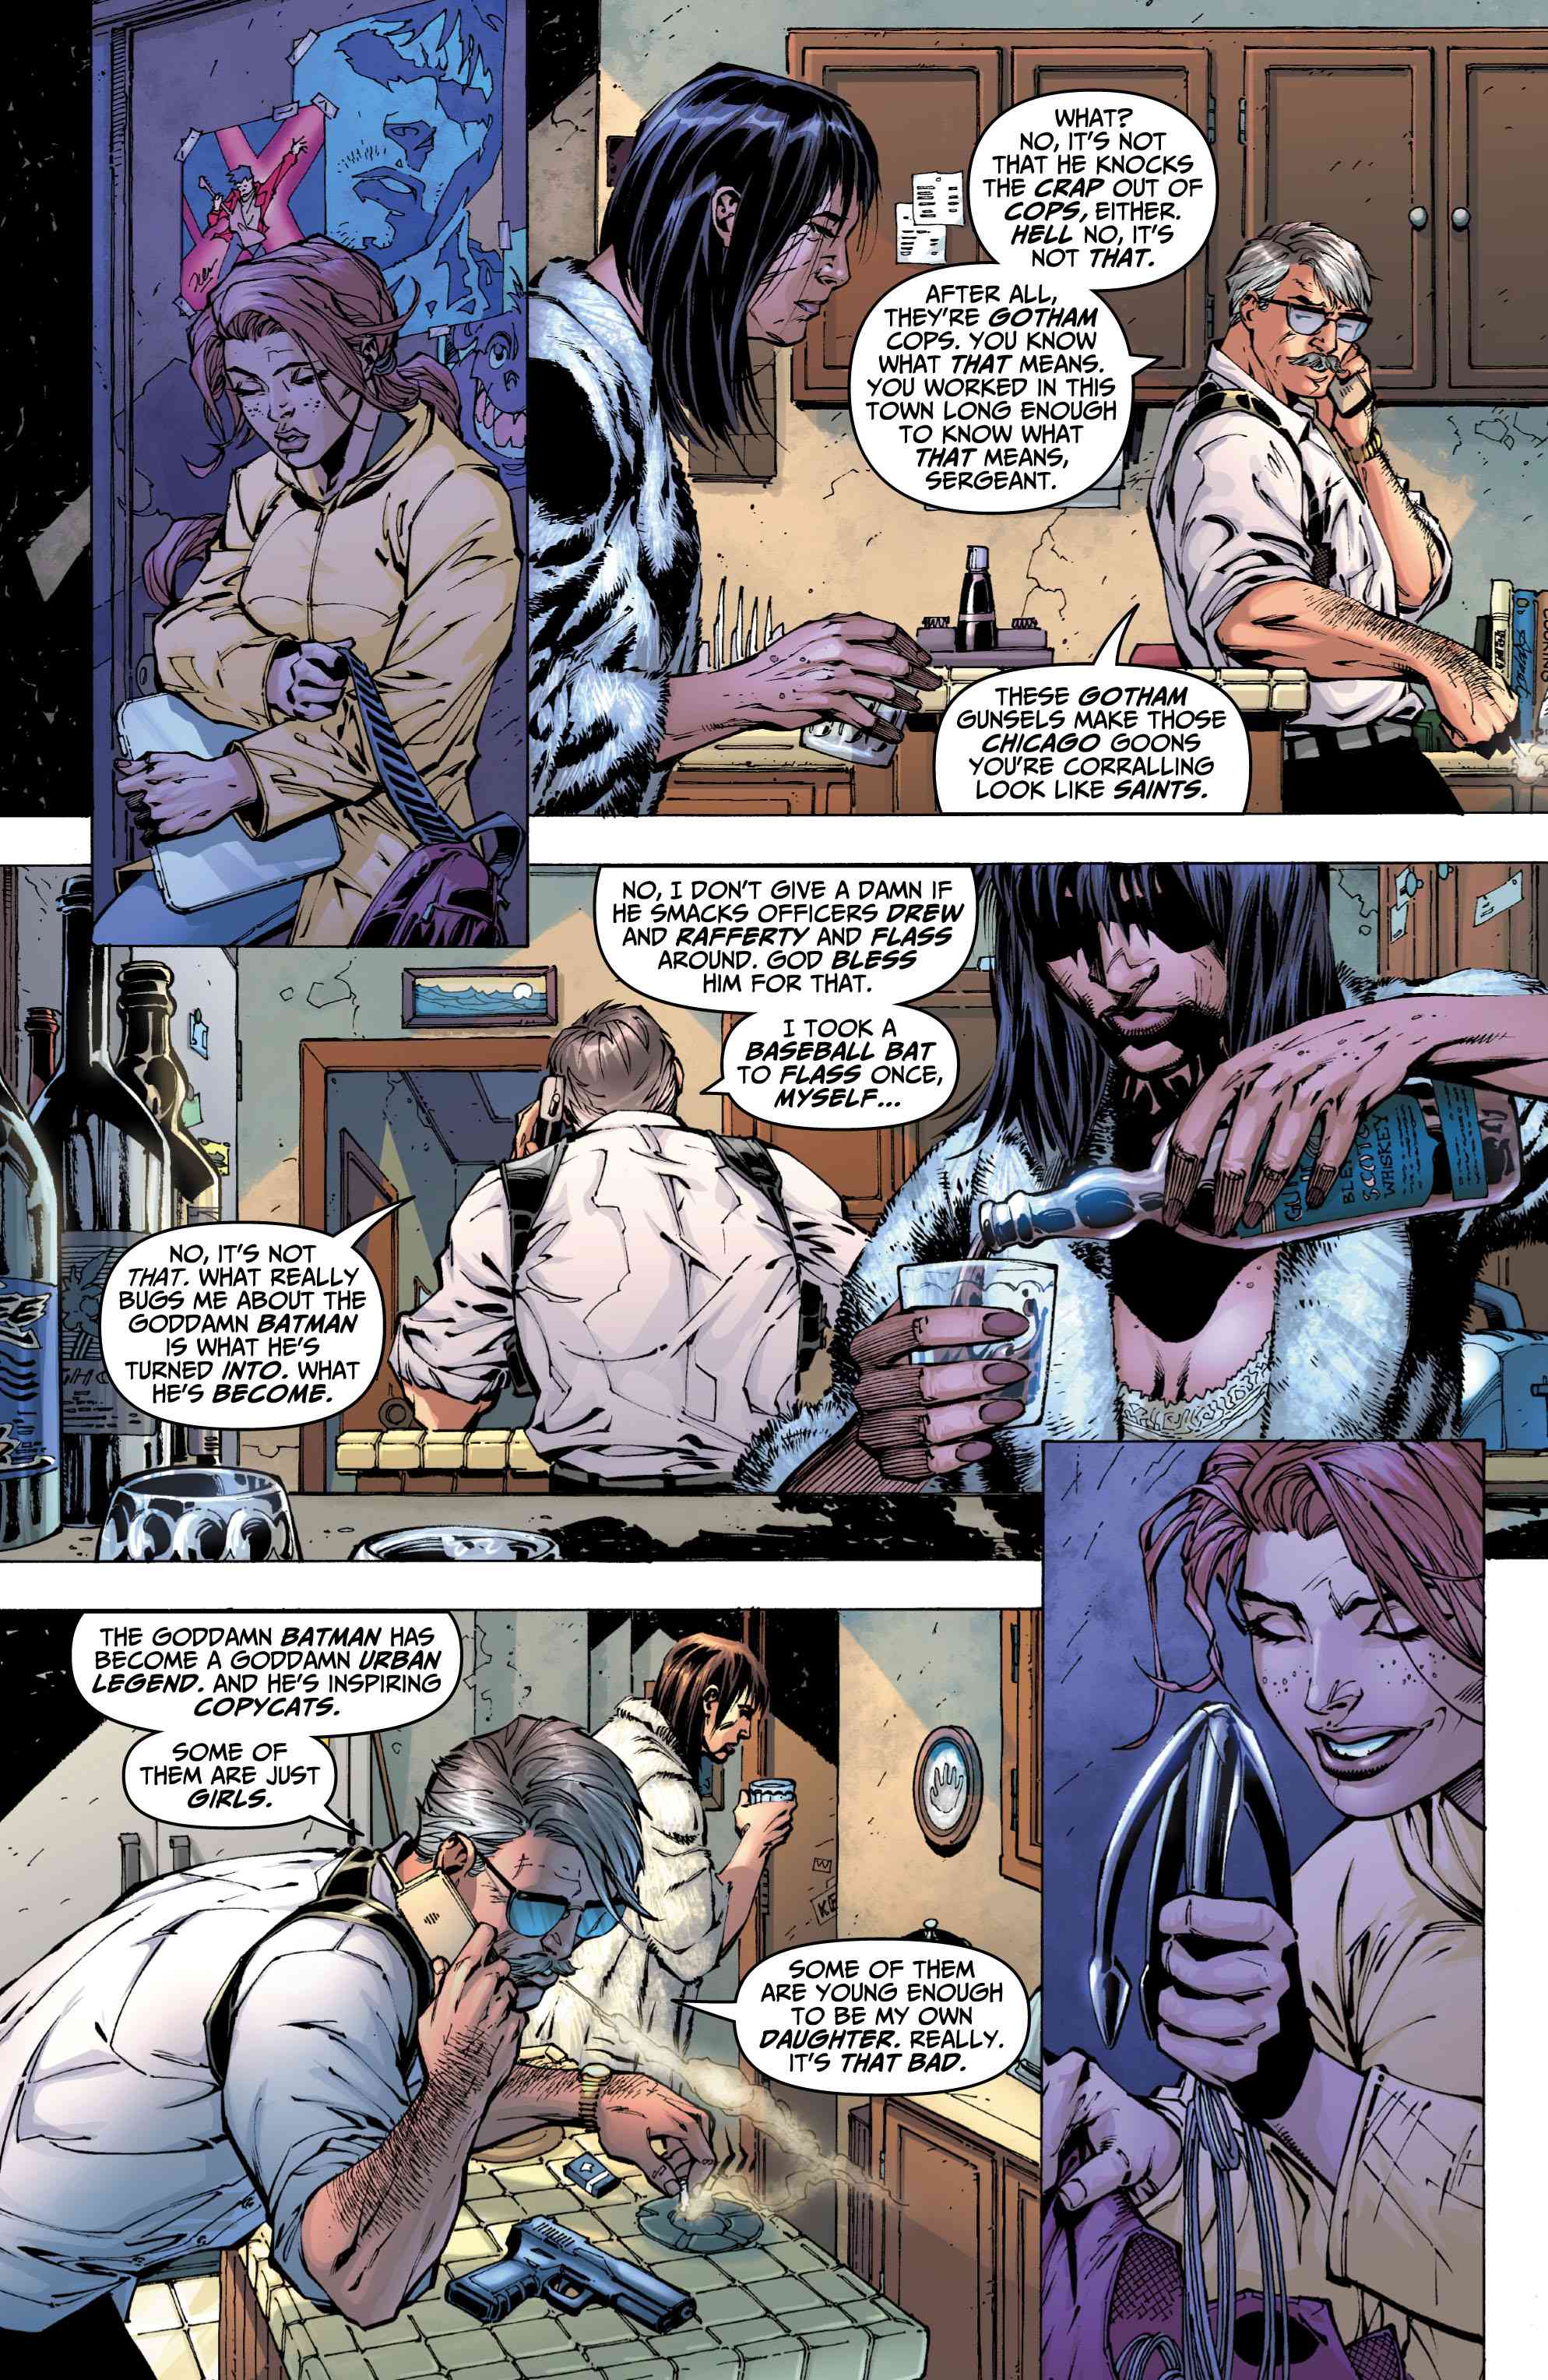 WHAT?
NO, IT'S NOT
THAT HE KNOCKS
THE CRAP OUT OF
COPS, EITHER.
HELL NO, IT'S
NOT THAT.
AFTER ALL,
THEY'RE GOTHAM
COPS. YOU KNOW
WHAT THAT MEANS.
YOU WORKED IN THIS
TOWN LONG ENOUGH
TO KNOW WHAT
THAT MEANS,
SERGEANT.
THESE GOTHAM
GUNSELS MAKE THOSE
CHICAGO GOONS
YOU'RE CORRALLING
LOOK LIKE SAINTS.
NO, I DON'T GIVE A DAMN IF
HE SMACKS OFFICERS DREW
AND RAFFERTY AND FLASS
AROUND. GOD BLESS
HIM FOR THAT.
I TOOK A
BASEBALL BAT
TO FLASS ONCE,
MYSELF...
SCOTCH
WHISKEY
NO, IT'S NOT
THAT. WHAT REALLY
BUGS ME ABOUT THE
GODDAMN BATMAN
IS WHAT HE'S
TURNED INTO. WHAT
HE'S BECOME.
THE GODDAMN BATMAN HAS
BECOME A GODDAMN URBAN
LEGEND. AND HE'S INSPIRING
COPYCATS.
SOME OF
THEM ARE JUST
GIRLS.
SOME OF THEM
ARE YOUNG ENOUGH
TO BE MY OWN
DAUGHTER. REALLY.
IT'S THAT BAD.